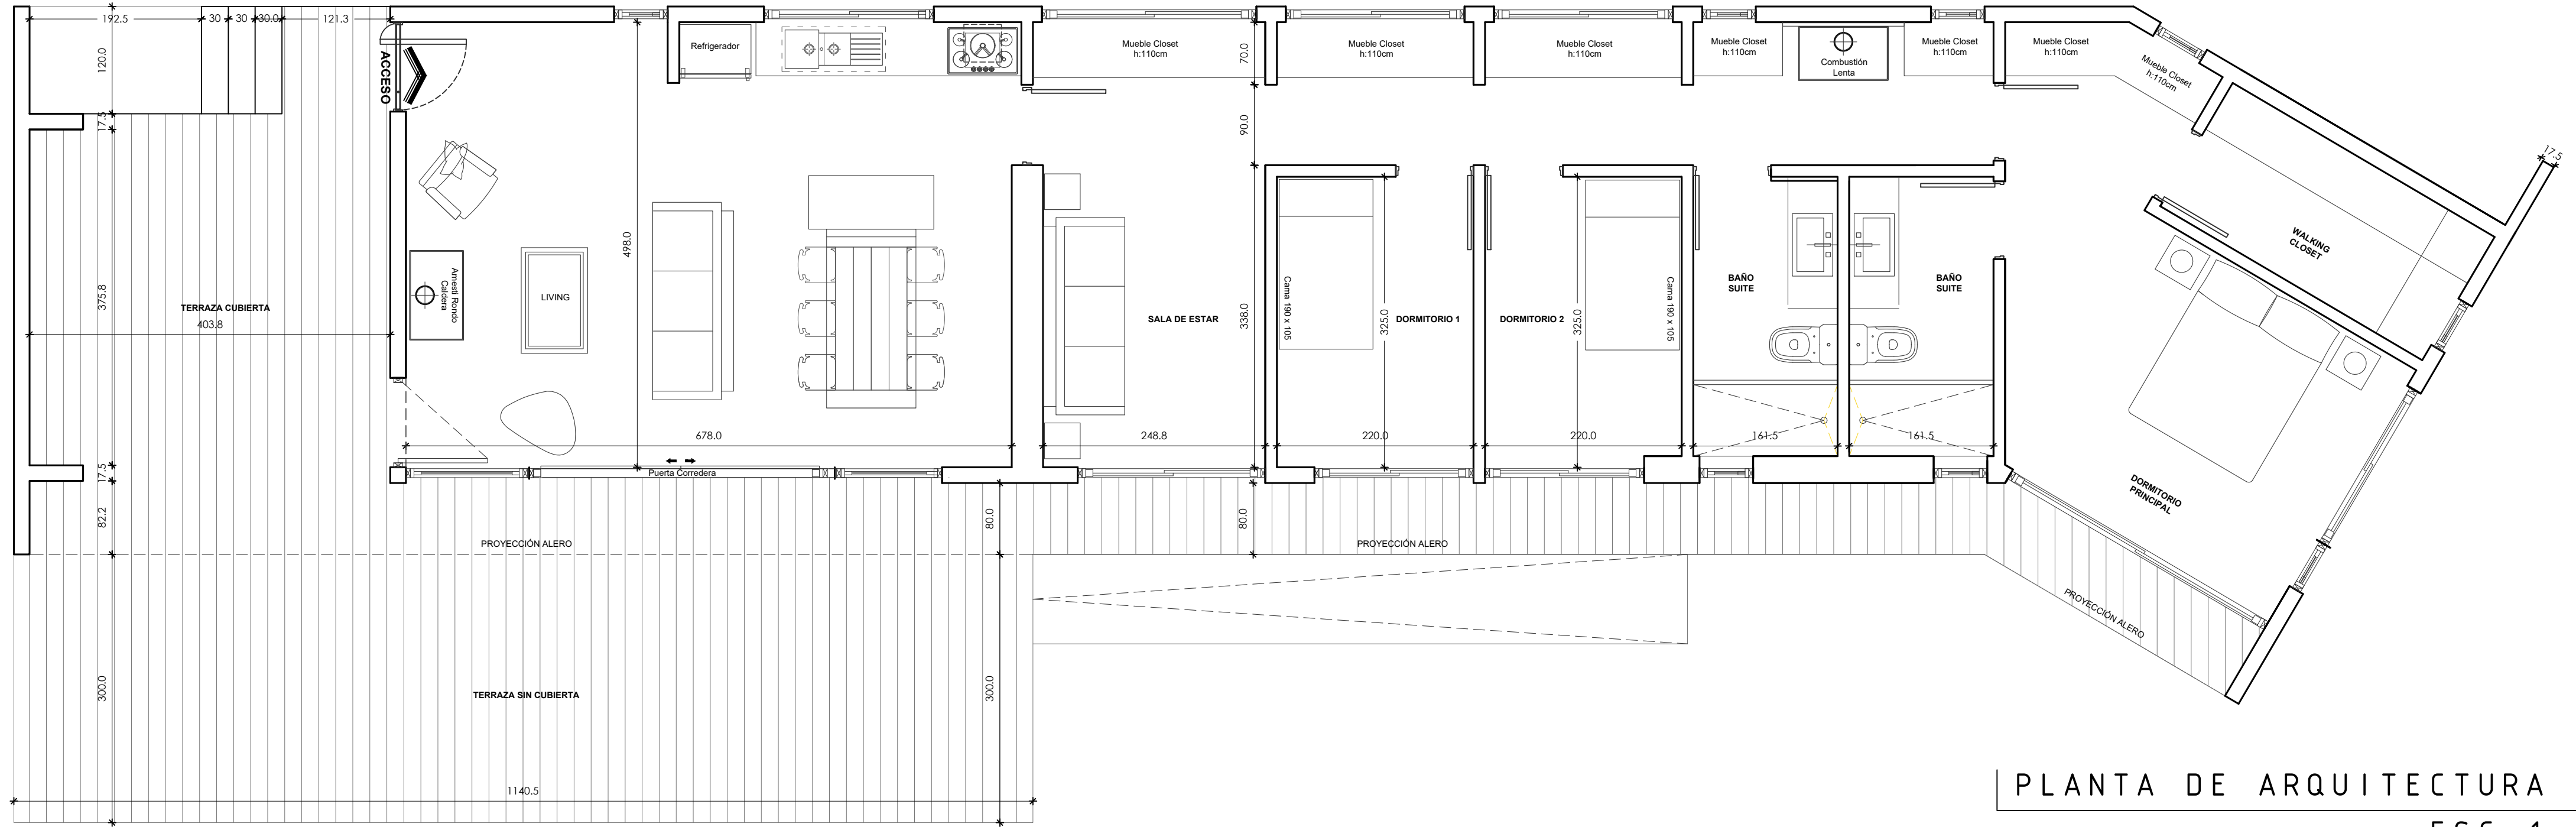 192.5
30
30
30.0
121.3
120.0
17.5
375.8
17.5
82.2
300.0
TERRAZA CUBIERTA
403.8
ACCESO
Amesti Rondo
Caldera
LIVING
498.0
678.0
Puerta Corredera
Refrigerador
Mueble Closet
h:110cm
Mueble Closet
h:110cm
Mueble Closet
h:110cm
Mueble Closet
h:110cm
Combustión
Lenta
Mueble Closet
h:110cm
Mueble Closet
h:110cm
Mueble Closet
h:110cm
70.0
90.0
338.0
80.0
SALA DE ESTAR
248.8
Cama 190 x 105
325.0
DORMITORIO 1
220.0
DORMITORIO 2
325.0
Cama 190 x 105
220.0
BAÑO
SUITE
161.5
BAÑO
SUITE
161.5
WALKING
CLOSET
17.5
DORMITORIO
PRINCIPAL
PROYECCIÓN ALERO
80.0
PROYECCIÓN ALERO
PROYECCIÓN ALERO
300.0
TERRAZA SIN CUBIERTA
1140.5
PLANTA DE ARQUITECTURA